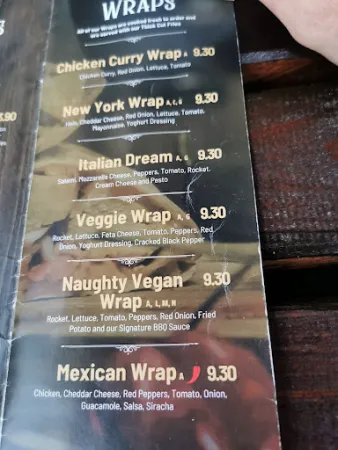 WRAPS
All of our Wraps are cooked fresh to order and
are served with our Thick Cut Fries
Chicken Curry Wrap A 9.30
Chicken Curry, Red Onion, Lettuce, Tomato
New York Wrap A, C, G 9.30
Ham, Cheddar Cheese, Red Onion, Lettuce, Tomato,
Mayonnaise, Yoghurt Dressing
Italian Dream A, G 9.30
Salami, Mozzarella Cheese, Peppers, Tomato, Rocket,
Cream Cheese and Pesto
Veggie Wrap A, G 9.30
Rocket, Lettuce, Feta Cheese, Tomato, Peppers, Red
Onion, Yoghurt Dressing, Cracked Black Pepper
Naughty Vegan 9.30
Wrap A, L, M, N
Rocket, Lettuce, Tomato, Peppers, Red Onion, Fried
Potato and our Signature BBQ Sauce
Mexican Wrap A 9.30
Chicken, Cheddar Cheese, Red Peppers, Tomato, Onion,
Guacamole, Salsa, Siracha